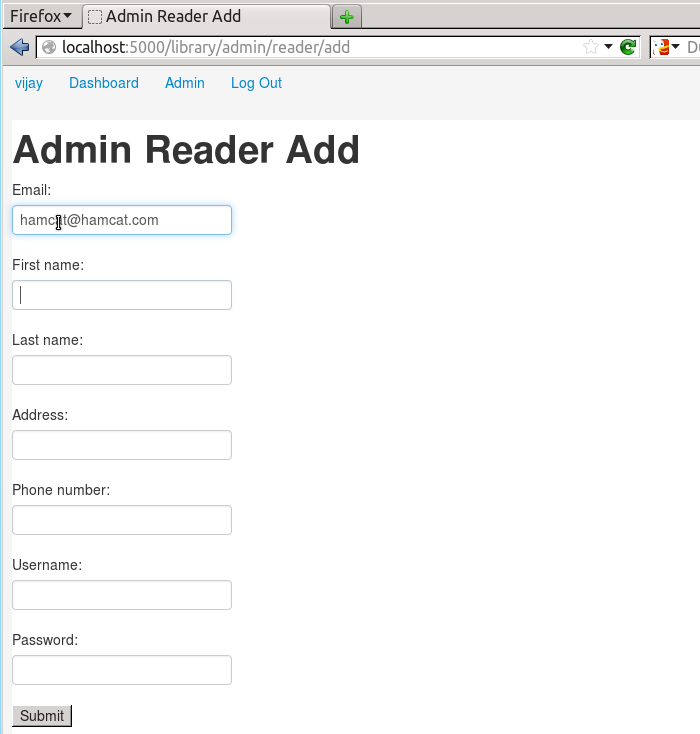 Firefox
Admin Reader Add
localhost:5000/library/admin/reader/add
vijay Dashboard Admin Log Out
Admin Reader Add
Email:
hamcat@hamcat.com
First name:
Last name:
Address:
Phone number:
Username:
Password:
Submit